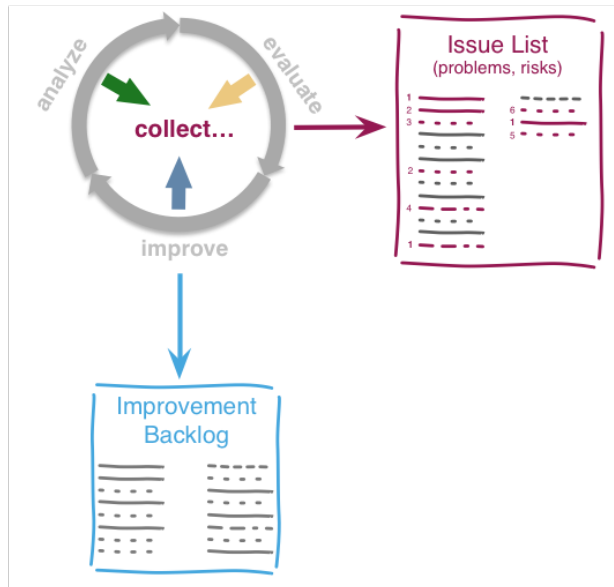 analyze
evaluate
collect...
improve
Issue List
(problems, risks)
1
2
3
2
4
1
6
1
5
Improvement
Backlog